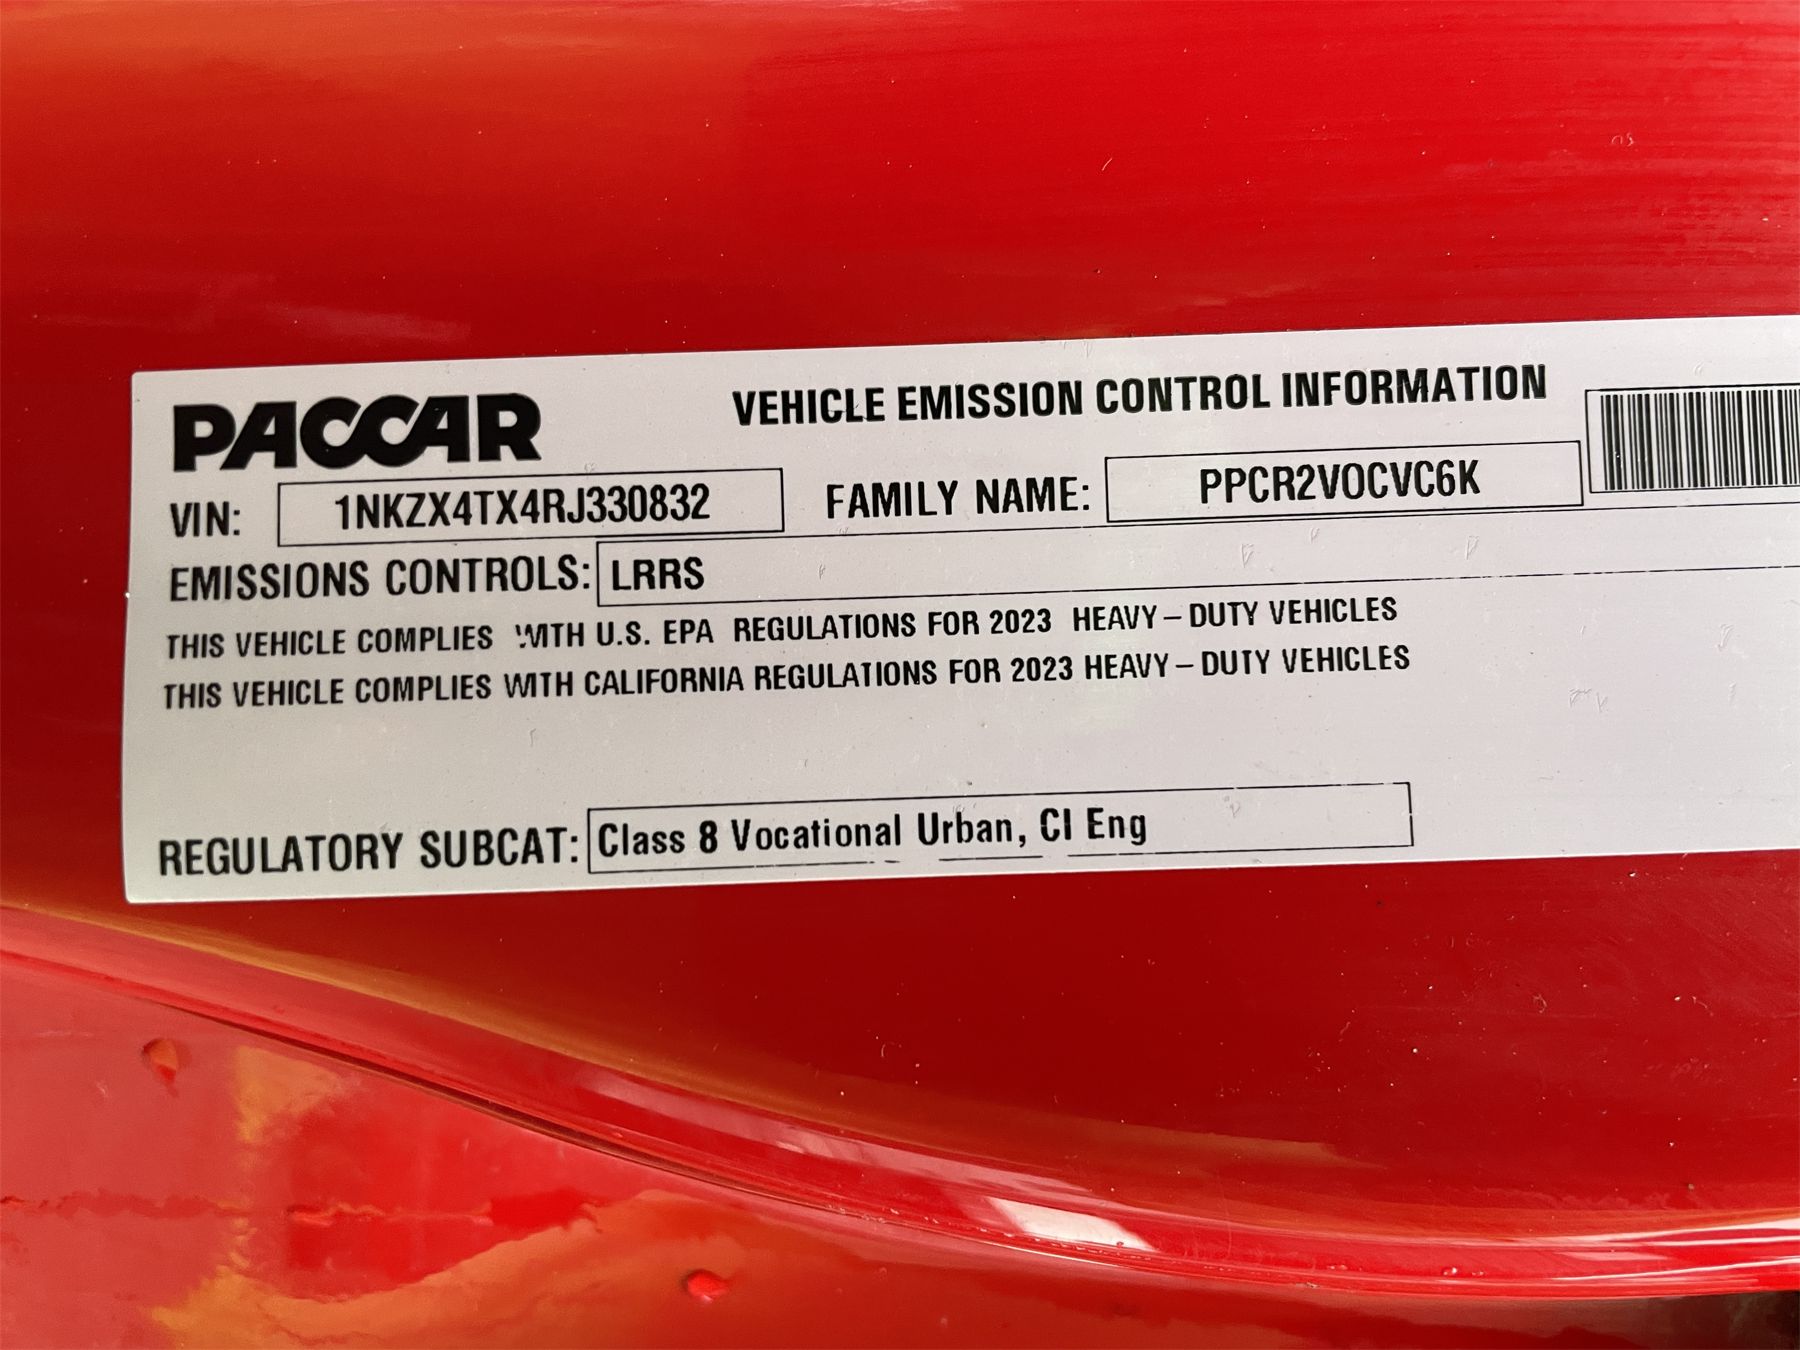 PACCAR
VEHICLE EMISSION CONTROL INFORMATION
VIN: 1NKZX4TX4RJ330832 FAMILY NAME: PPCR2VOCVC6K
EMISSIONS CONTROLS: LRRS
THIS VEHICLE COMPLIES WITH U.S. EPA REGULATIONS FOR 2023 HEAVY-DUTY VEHICLES
THIS VEHICLE COMPLIES WITH CALIFORNIA REGULATIONS FOR 2023 HEAVY-DUTY VEHICLES
REGULATORY SUBCAT: Class 8 Vocational Urban, CI Eng